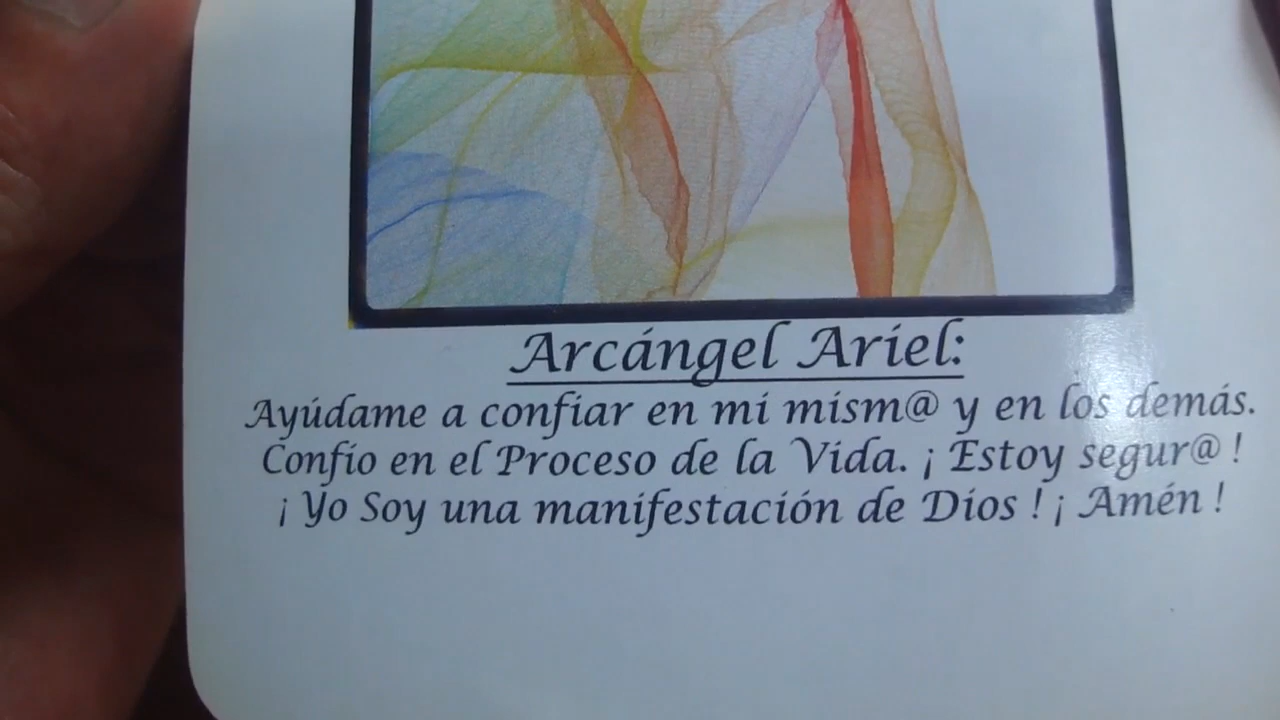 Arcángel Ariel:
Ayúdame a confiar en mi mism@ y en los demás.
Confío en el Proceso de la Vida. ¡ Estoy segur@ !
¡ Yo Soy una manifestación de Dios ! ¡ Amén !